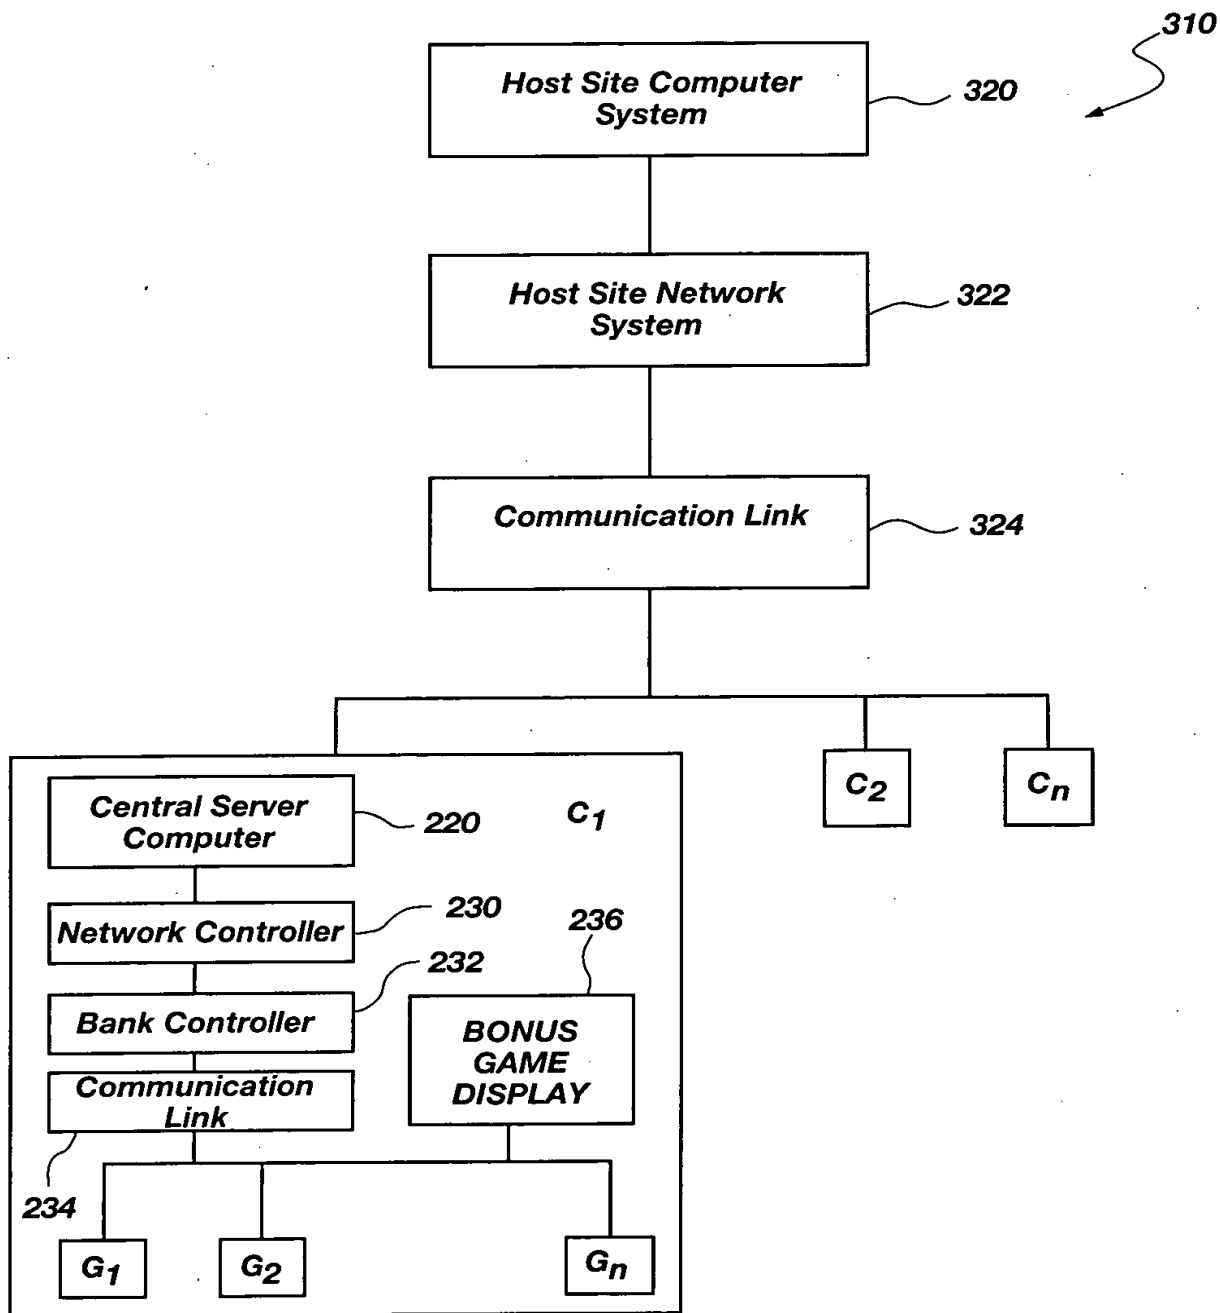 310
Host Site Computer
System
320
Host Site Network
System
322
Communication Link
324
C2
Cn
Central Server
Computer
220
C1
Network Controller
230
236
232
Bank Controller
BONUS
GAME
DISPLAY
Communication
Link
234
G1
G2
Gn